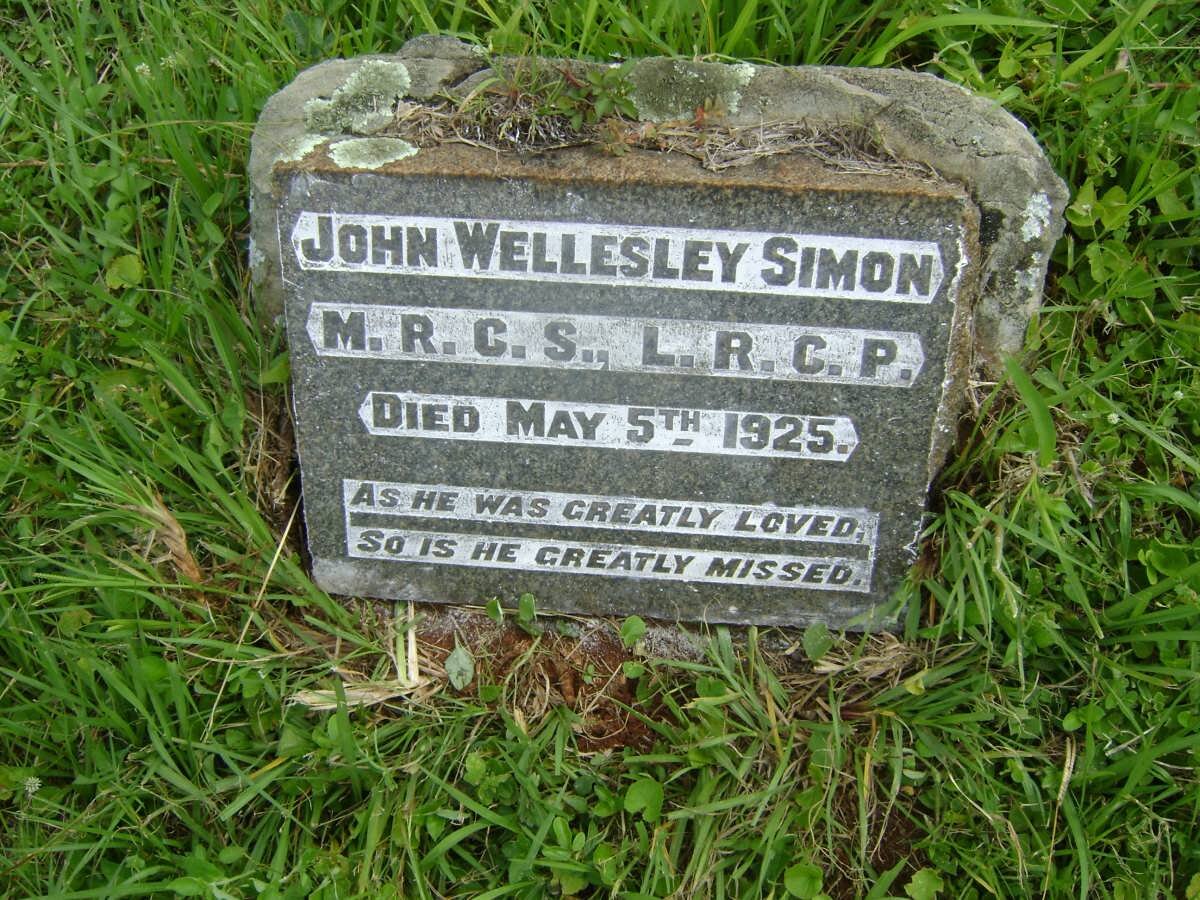 JOHN WELLESLEY SIMON
M. R. C. S., L. R. C. P.
DIED MAY 5TH 1925.
AS HE WAS GREATLY LOVED,
SO IS HE GREATLY MISSED.